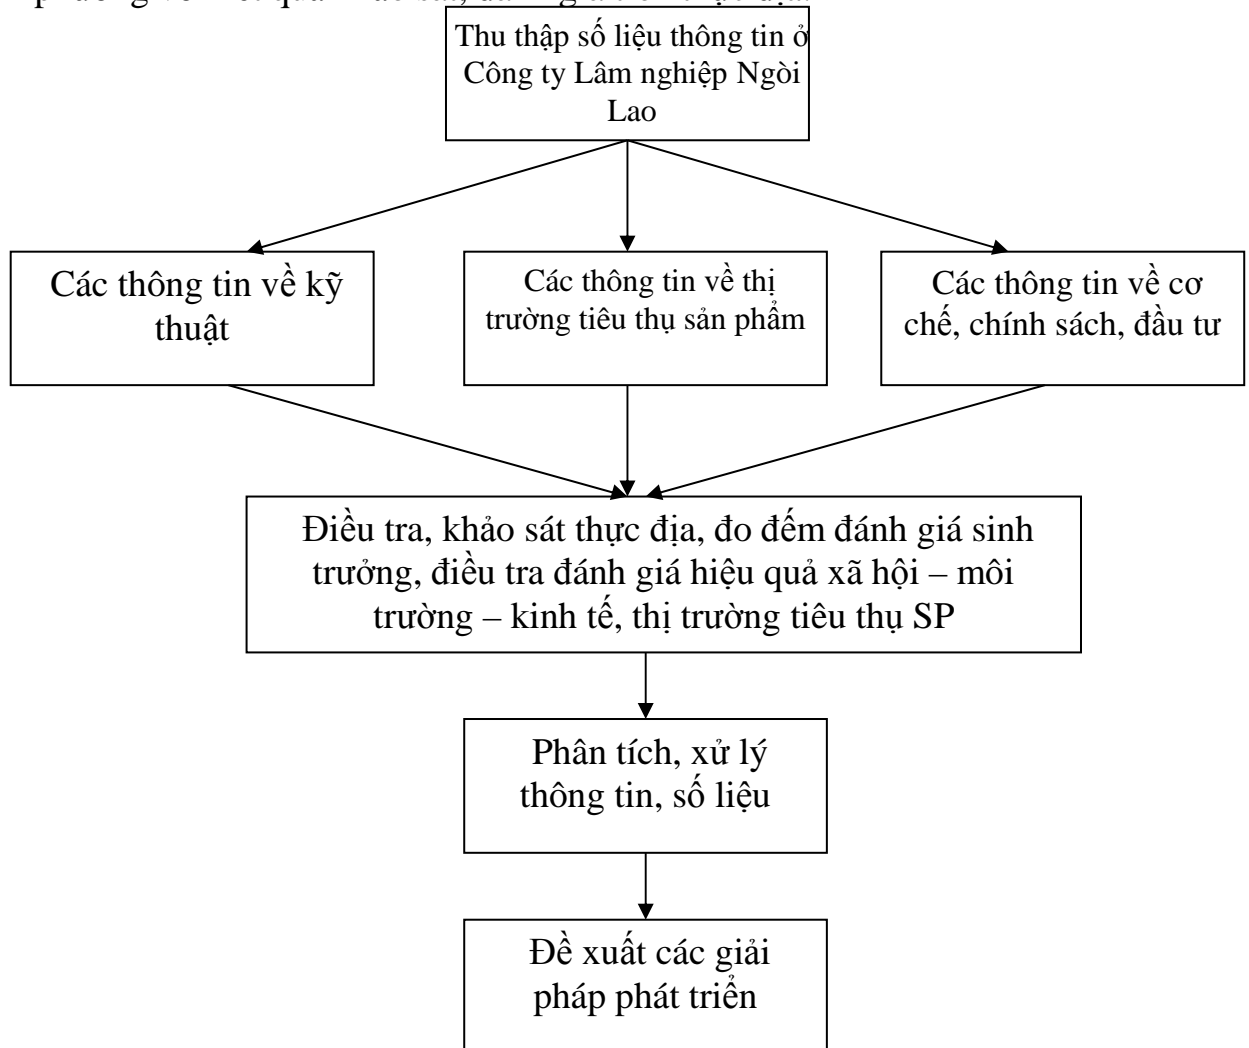 Thu thập số liệu thông tin ở
Công ty Lâm nghiệp Ngòi
Lao
Các thông tin về kỹ
thuật
Các thông tin về thị
trường tiêu thụ sản phẩm
Các thông tin về cơ
chế, chính sách, đầu tư
Điều tra, khảo sát thực địa, đo đếm đánh giá sinh
trưởng, điều tra đánh giá hiệu quả xã hội – môi
trường – kinh tế, thị trường tiêu thụ SP
Phân tích, xử lý
thông tin, số liệu
Đề xuất các giải
pháp phát triển